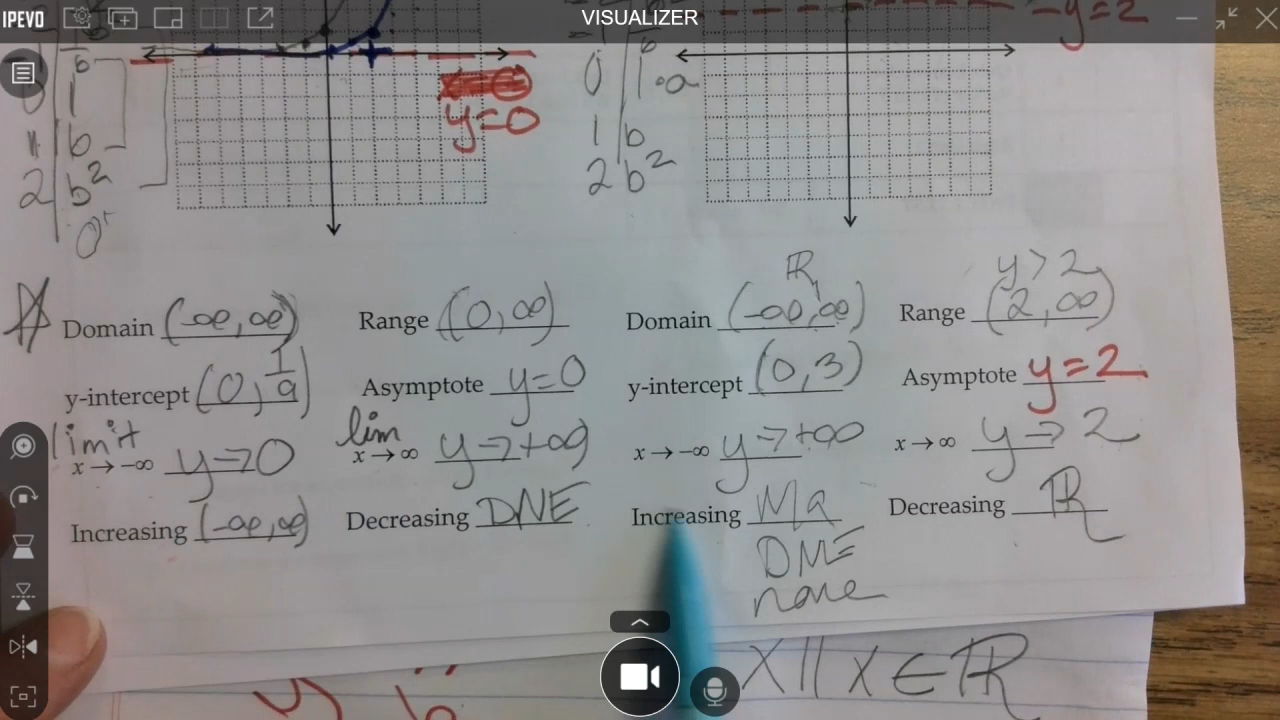 IPEVO
VISUALIZER
y=2
y=0
0 | 1
1 | b
2 | b²
0 | 1 · a
1 | b
2 | b²
ℝ
y > 2
Domain (-∞,∞)
Range (0,∞)
Domain (-∞,∞)
Range (2,∞)
y-intercept (0, 1/9)
Asymptote y=0
y-intercept (0,3)
Asymptote y=2
limit x→-∞ y→0
lim x→∞ y→+∞
x→-∞ y→+∞
x→∞ y→2
Increasing (-∞,∞)
Decreasing DNE
Increasing N/a
Decreasing ℝ
DNE
none
X || X ∈ ℝ
y b